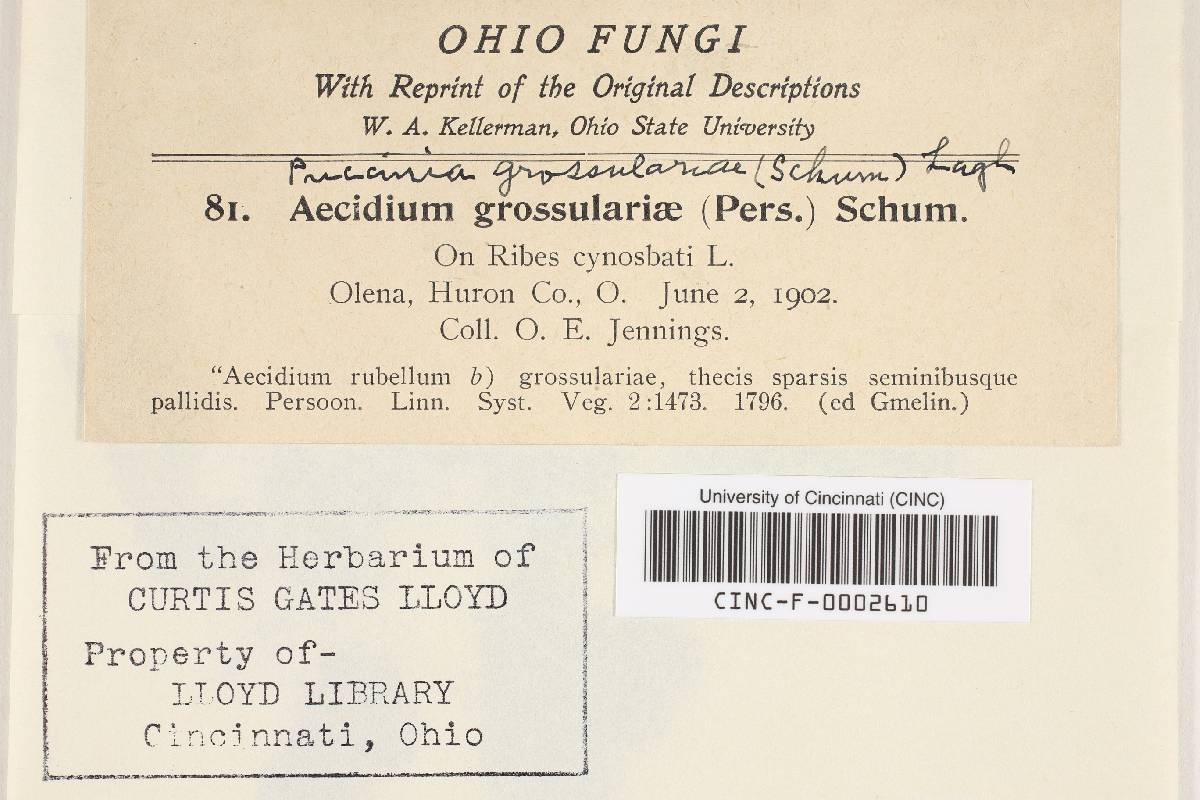 OHIO FUNGI
With Reprint of the Original Descriptions
W. A. Kellerman, Ohio State University
Puccinia grossulariae (Schum) Lagh
81. Aecidium grossulariæ (Pers.) Schum.
On Ribes cynosbati L.
Olena, Huron Co., O. June 2, 1902.
Coll. O. E. Jennings.
"Aecidium rubellum b) grossulariae, thecis sparsis seminibusque
pallidis. Persoon. Linn. Syst. Veg. 2:1473. 1796. (ed Gmelin.)
University of Cincinnati (CINC)
CINC-F-0002610
From the Herbarium of
CURTIS GATES LLOYD
Property of-
LLOYD LIBRARY
Cincinnati, Ohio